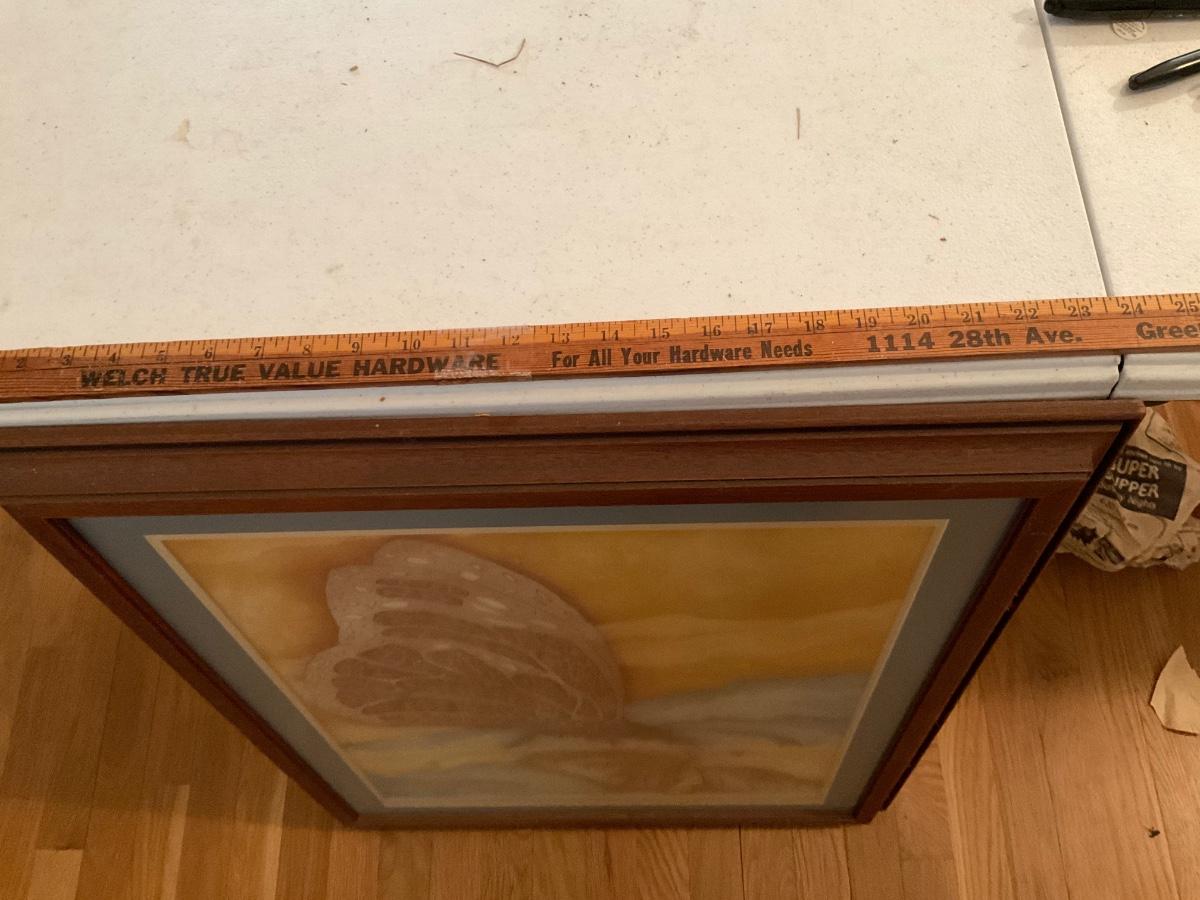 2 3 4 5 6 7 8 9 10 11 12 13 14 15 16 17 18 19 20 21 22 23 24 25
WELCH TRUE VALUE HARDWARE For All Your Hardware Needs 1114 28th Ave. Gree
SUPER